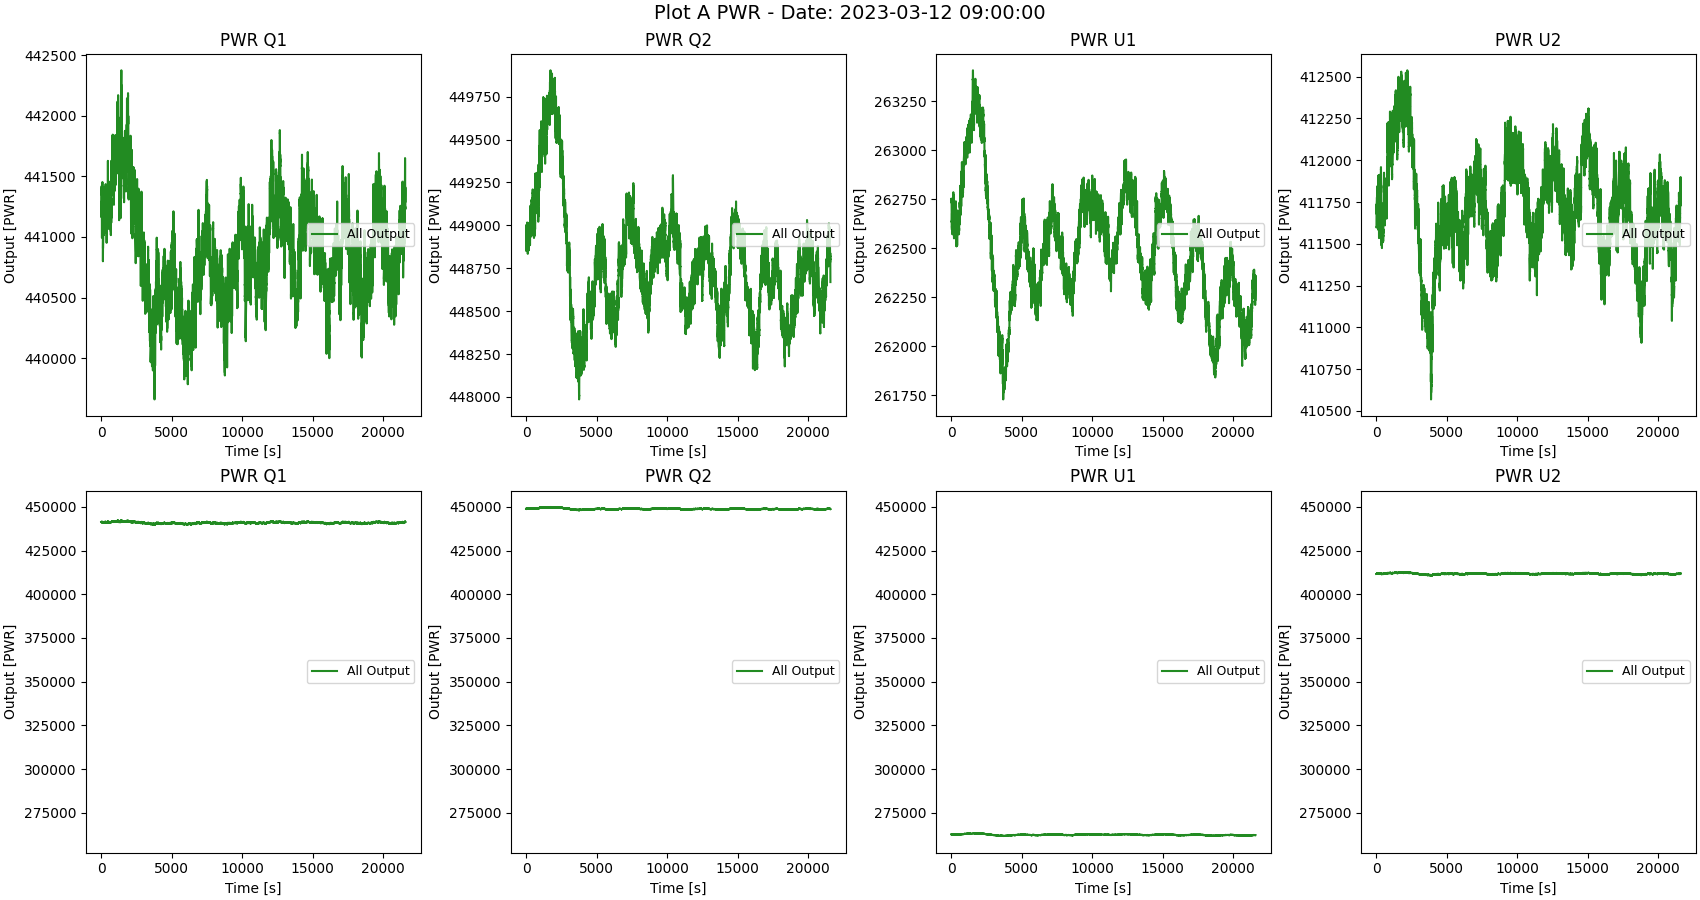 Plot A PWR - Date: 2023-03-12 09:00:00
PWR Q1
442500
442000
441500
441000
440500
440000
Output [PWR]
0 5000 10000 15000 20000
Time [s]
All Output
PWR Q2
449750
449500
449250
449000
448750
448500
448250
448000
Output [PWR]
0 5000 10000 15000 20000
Time [s]
All Output
PWR U1
263250
263000
262750
262500
262250
262000
261750
Output [PWR]
0 5000 10000 15000 20000
Time [s]
All Output
PWR U2
412500
412250
412000
411750
411500
411250
411000
410750
410500
Output [PWR]
0 5000 10000 15000 20000
Time [s]
All Output
PWR Q1
450000
425000
400000
375000
350000
325000
300000
275000
Output [PWR]
0 5000 10000 15000 20000
Time [s]
All Output
PWR Q2
450000
425000
400000
375000
350000
325000
300000
275000
Output [PWR]
0 5000 10000 15000 20000
Time [s]
All Output
PWR U1
450000
425000
400000
375000
350000
325000
300000
275000
Output [PWR]
0 5000 10000 15000 20000
Time [s]
All Output
PWR U2
450000
425000
400000
375000
350000
325000
300000
275000
Output [PWR]
0 5000 10000 15000 20000
Time [s]
All Output